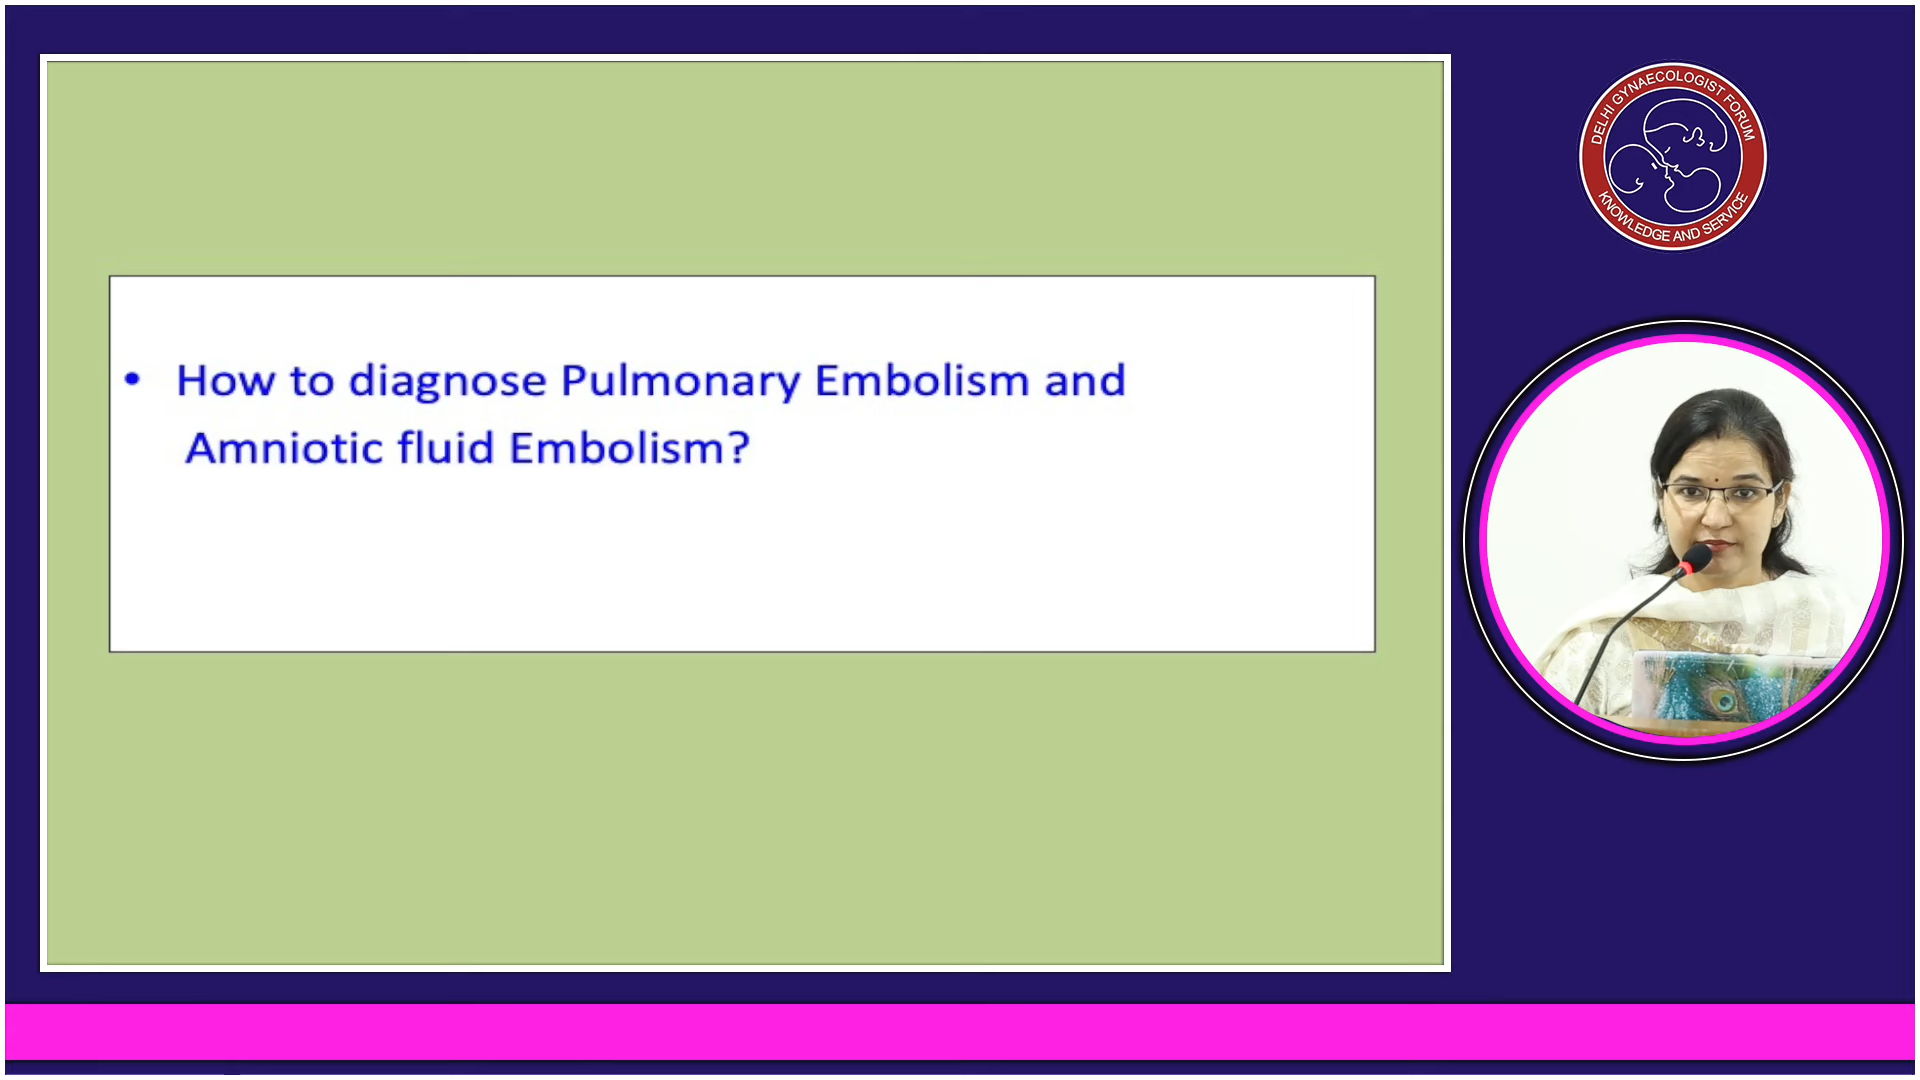 • How to diagnose Pulmonary Embolism and
Amniotic fluid Embolism?
DELHI GYNAECOLOGIST FORUM
KNOWLEDGE AND SERVICE